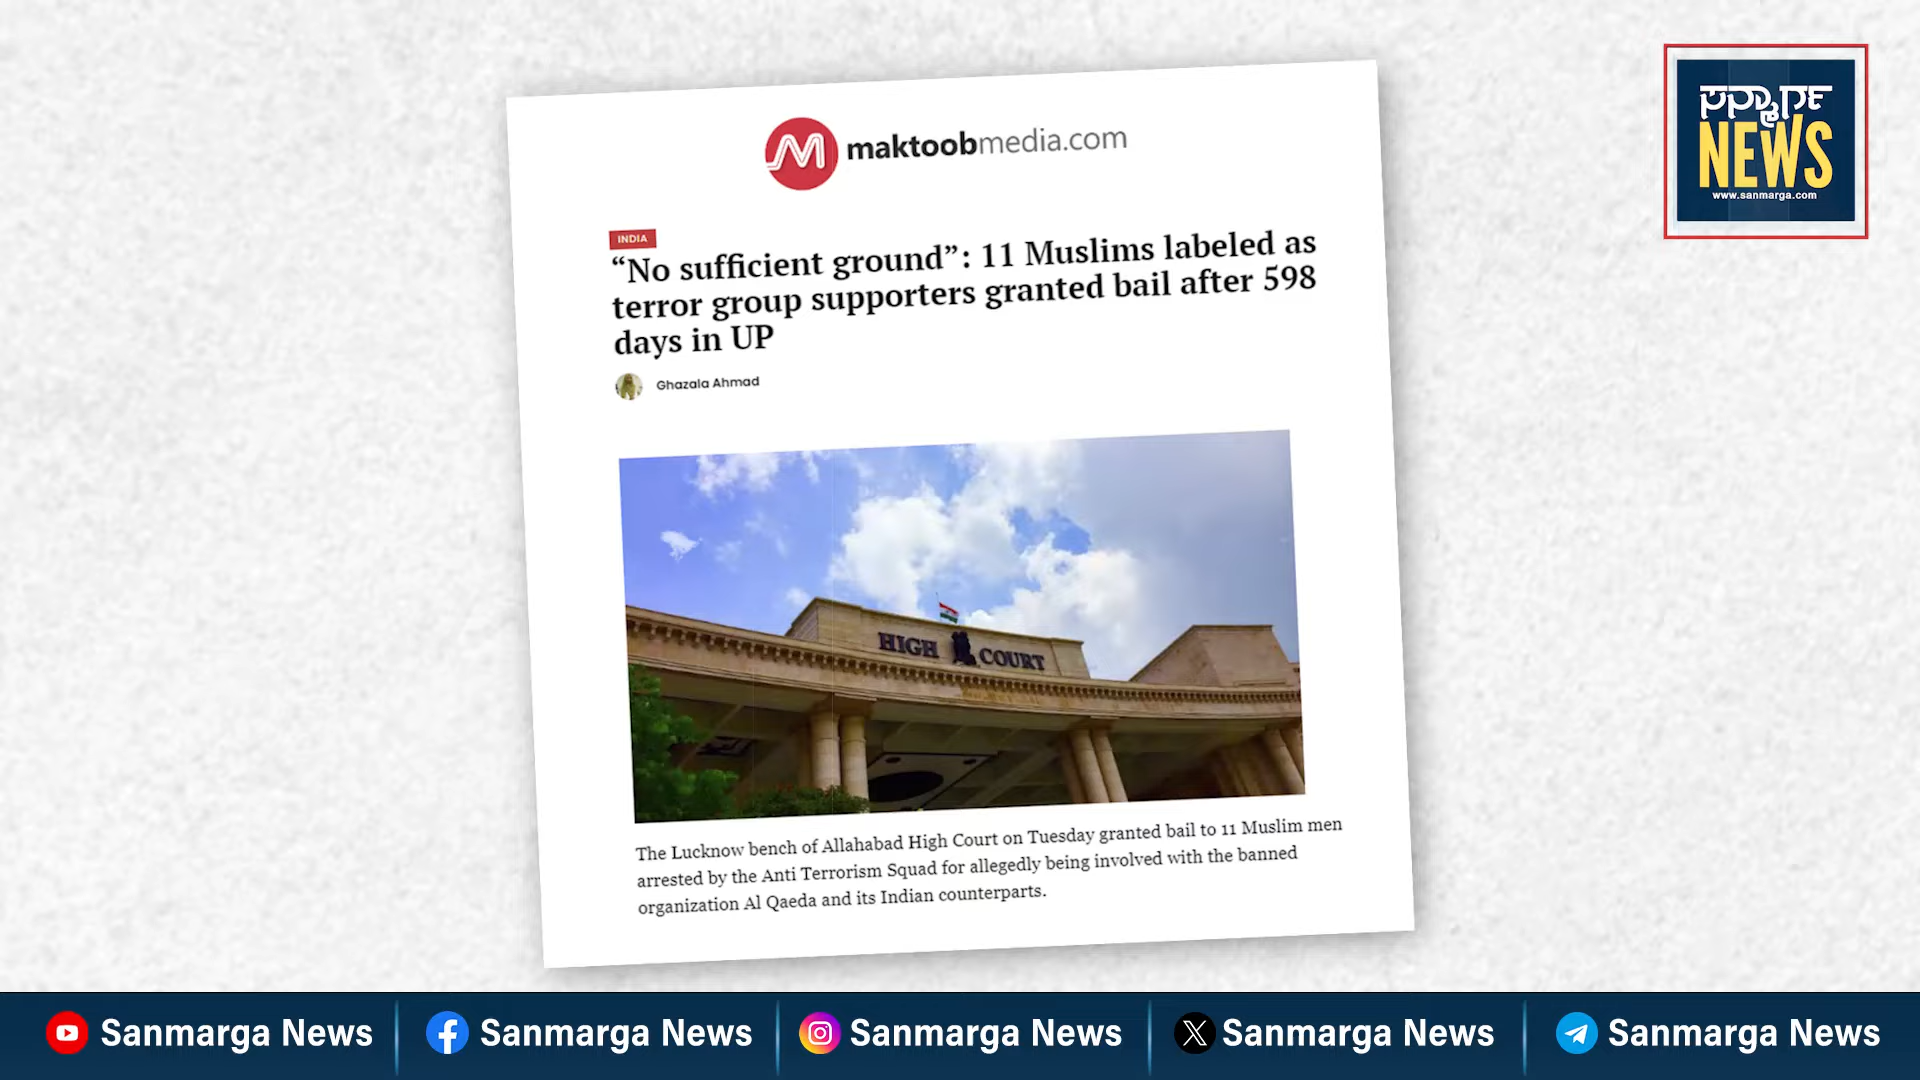 maktoobmedia.com
INDIA
“No sufficient ground”: 11 Muslims labeled as
terror group supporters granted bail after 598
days in UP
Ghazala Ahmad
HIGH COURT
The Lucknow bench of Allahabad High Court on Tuesday granted bail to 11 Muslim men
arrested by the Anti Terrorism Squad for allegedly being involved with the banned
organization Al Qaeda and its Indian counterparts.
ಸನ್ಮಾರ್ಗ
NEWS
www.sanmarga.com
Sanmarga News
Sanmarga News
Sanmarga News
Sanmarga News
Sanmarga News